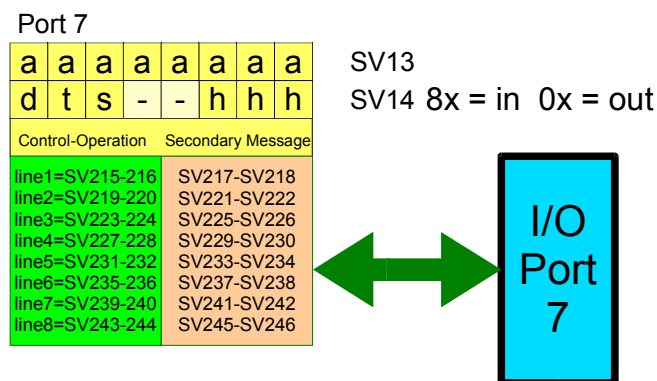 Port 7
a a a a a a a a SV13
d t s - - h h h SV14 8x = in 0x = out
Control-Operation Secondary Message
line1=SV215-216 SV217-SV218
line2=SV219-220 SV221-SV222
line3=SV223-224 SV225-SV226
line4=SV227-228 SV229-SV230
line5=SV231-232 SV233-SV234
line6=SV235-236 SV237-SV238
line7=SV239-240 SV241-SV242
line8=SV243-244 SV245-SV246
I/O
Port
7